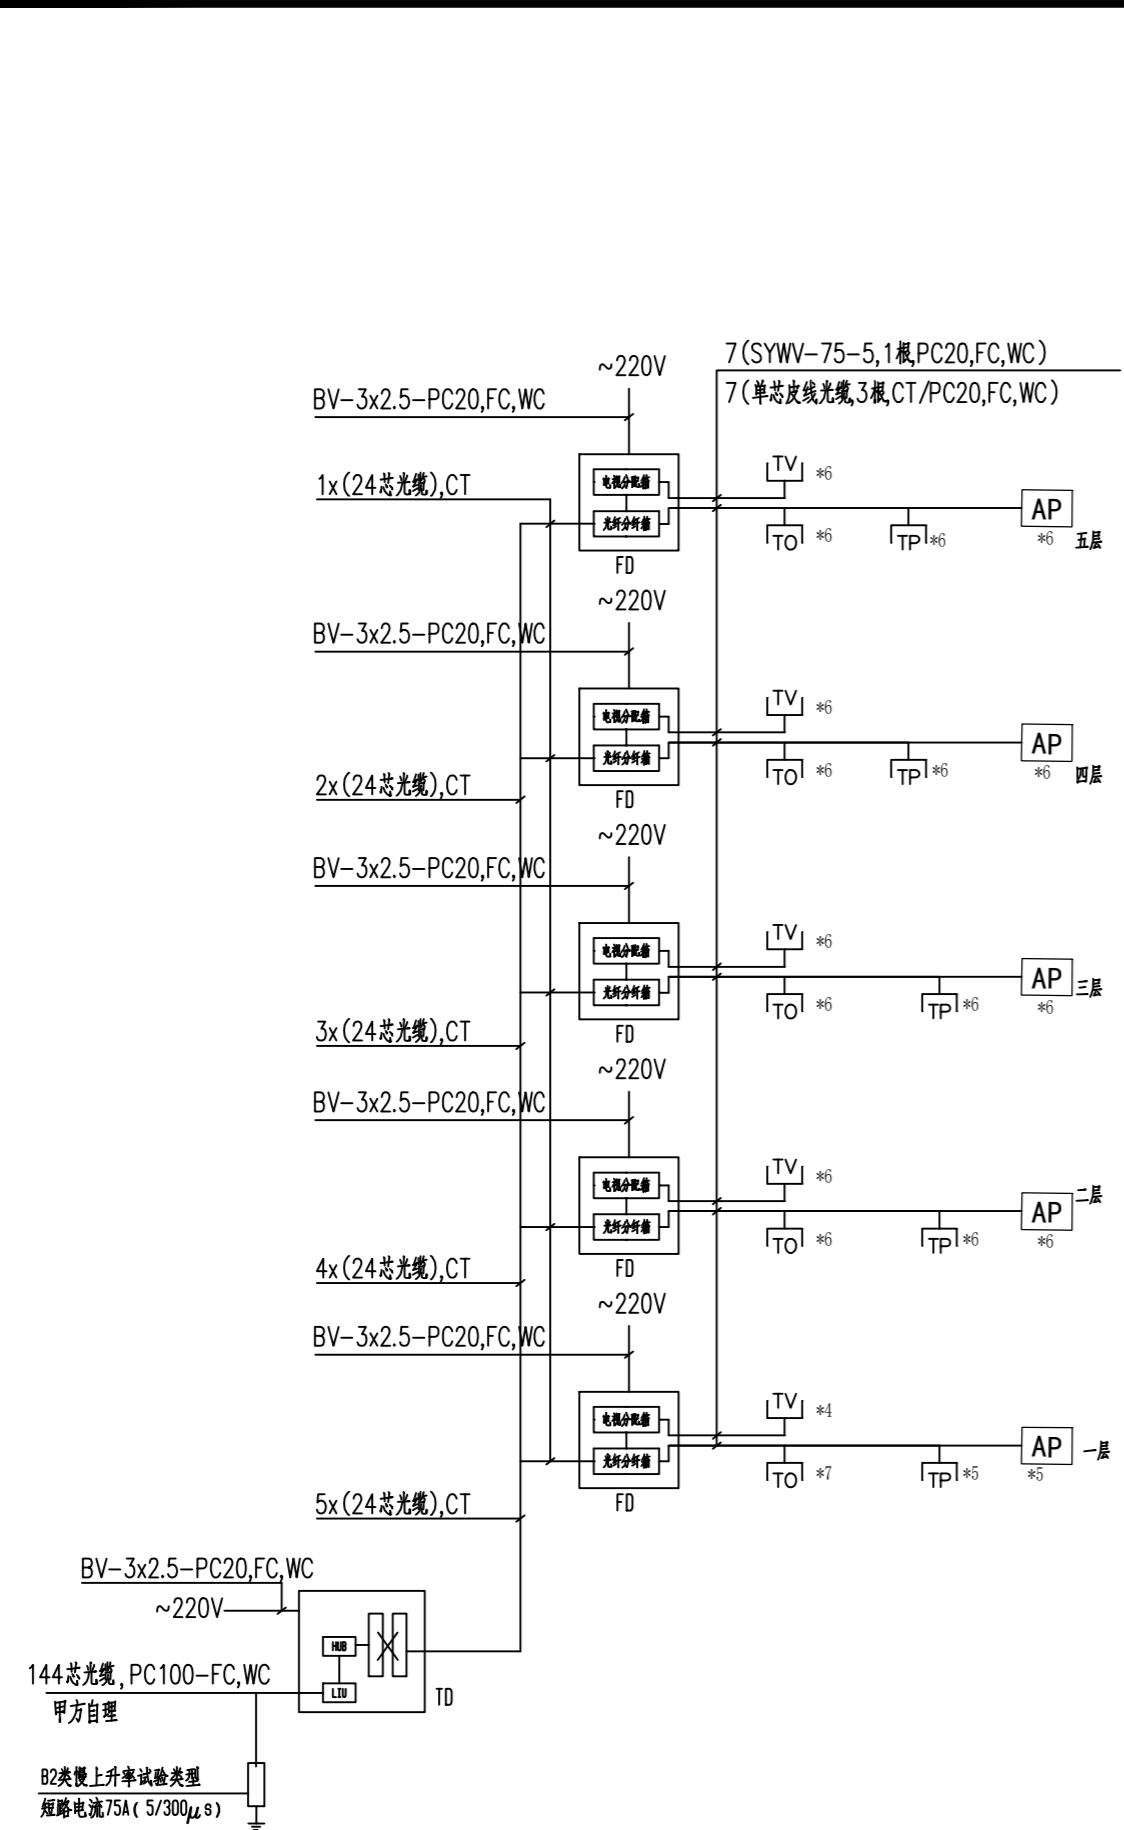 7(SYWV-75-5,1根,PC20,FC,WC)
~220V
7(单芯皮线光缆,3根,CT/PC20,FC,WC)
BV-3x2.5-PC20,FC,WC
TV *6
1x(24芯光缆),CT
电视分配箱
AP
光纤分纤箱
TO *6
TP *6
*6 五层
FD
~220V
BV-3x2.5-PC20,FC,WC
TV *6
电视分配箱
AP
光纤分纤箱
TO *6
TP *6
*6 四层
2x(24芯光缆),CT
FD
~220V
BV-3x2.5-PC20,FC,WC
TV *6
电视分配箱
AP 三层
光纤分纤箱
TO *6
TP *6
*6
3x(24芯光缆),CT
FD
~220V
BV-3x2.5-PC20,FC,WC
TV *6
电视分配箱
二层
AP
光纤分纤箱
TO *6
TP *6
*6
4x(24芯光缆),CT
FD
~220V
BV-3x2.5-PC20,FC,WC
TV *4
电视分配箱
AP 一层
光纤分纤箱
TO *7
TP *5
*5
5x(24芯光缆),CT
FD
BV-3x2.5-PC20,FC,WC
~220V
HUB
144芯光缆,PC100-FC,WC
LIU
TD
甲方自理
B2类慢上升率试验类型
短路电流75A(5/300μs)